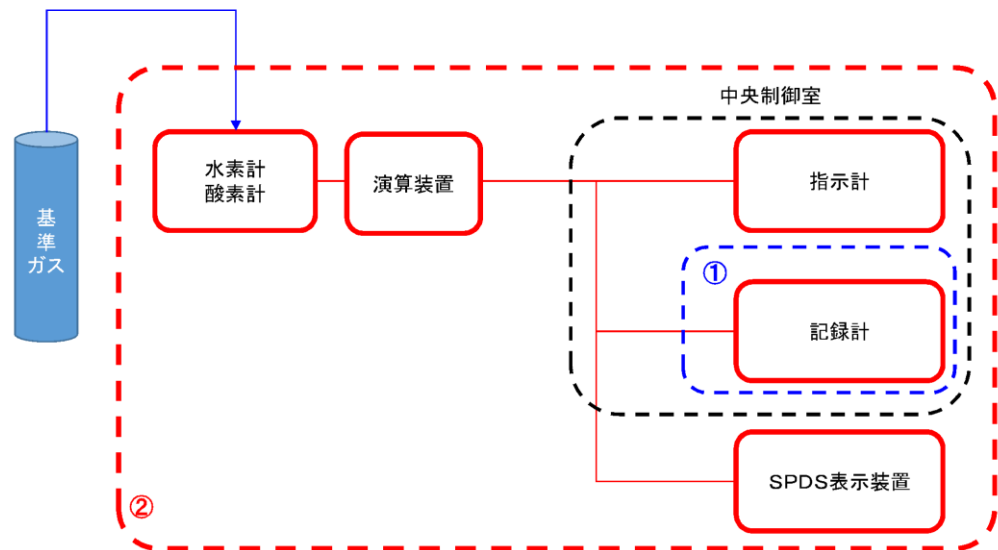 中央制御室
水素計
酸素計
演算装置
指示計
基
準
ガス
①
記録計
SPDS表示装置
②